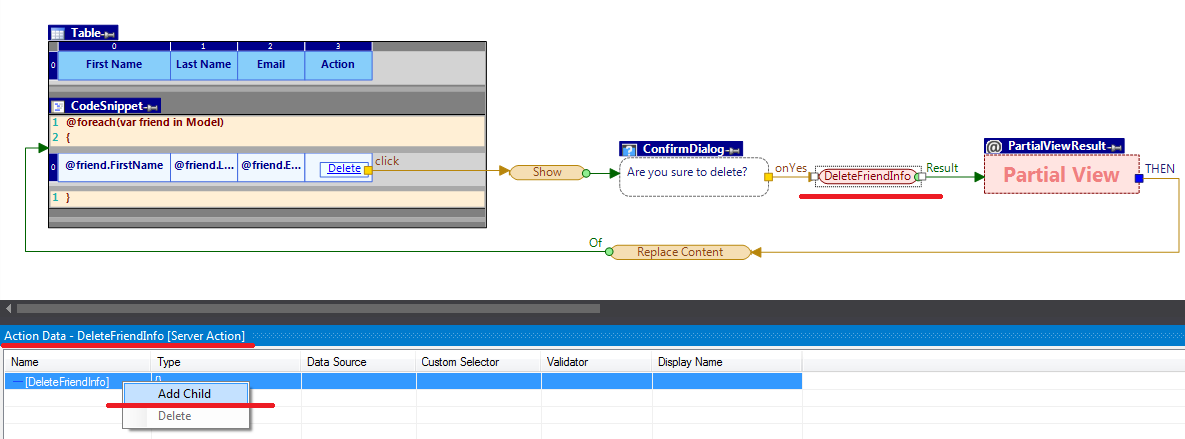 Table
0 1 2 3
0 First Name Last Name Email Action
CodeSnippet
1 @foreach(var friend in Model)
2 {
0 @friend.FirstName @friend.L... @friend.E... Delete
click
1 }
Show
ConfirmDialog
Are you sure to delete?
onYes
DeleteFriendInfo
Result
@ PartialViewResult
Partial View
THEN
Of
Replace Content
Action Data - DeleteFriendInfo [Server Action]
Name Type Data Source Custom Selector Validator Display Name
[DeleteFriendInfo]
Add Child
Delete